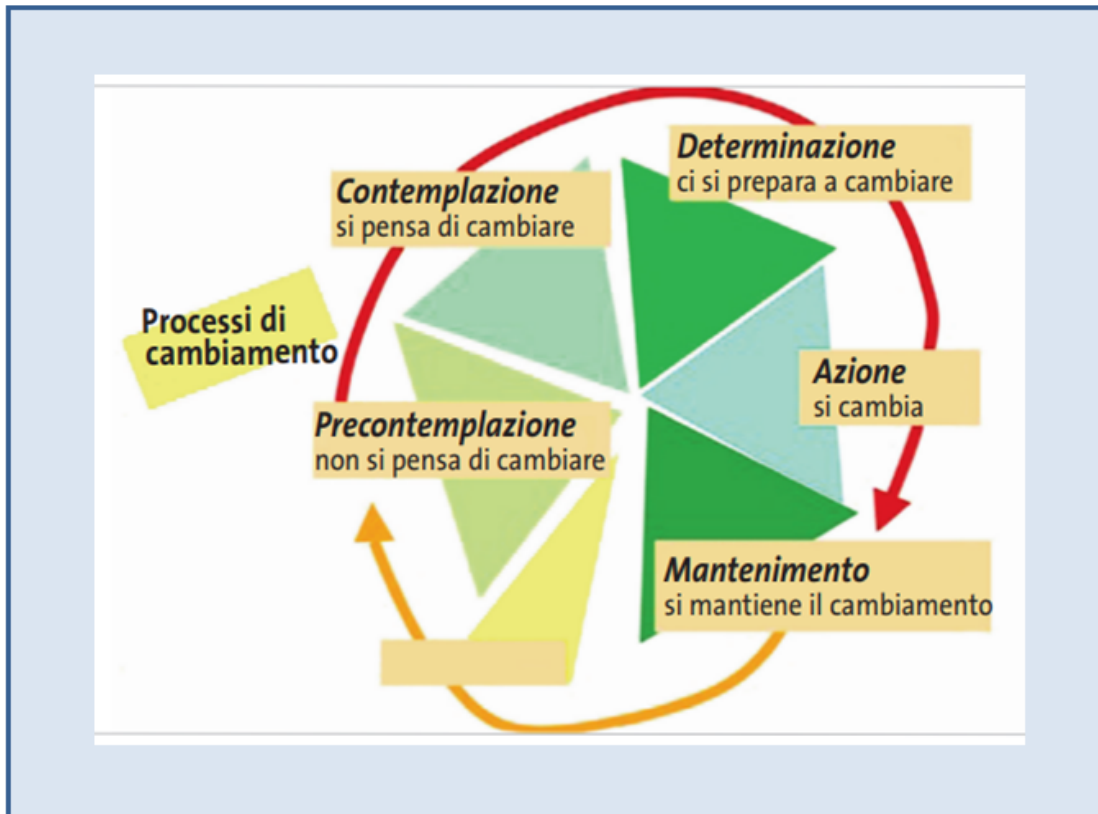 Determinazione
ci si prepara a cambiare
Contemplazione
si pensa di cambiare
Processi di
cambiamento
Azione
si cambia
Precontemplazione
non si pensa di cambiare
Mantenimento
si mantiene il cambiamento